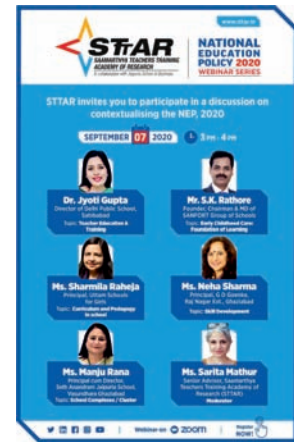 www.sttar.in
STTAR
SAAMARTHYA TEACHERS TRAINING
ACADEMY OF RESEARCH
NATIONAL
EDUCATION
POLICY 2020
WEBINAR SERIES
STTAR invites you to participate in a discussion on
contextualising the NEP, 2020
SEPTEMBER 07 2020
3 PM - 4 PM
Dr. Jyoti Gupta
Director of Delhi Public School,
Sahibabad
Topic: Teacher Education &
Training
Mr. S.K. Rathore
Founder, Chairman & MD of
SANFORT Group of Schools
Topic: Early Childhood Care:
Foundation of Learning
Ms. Sharmila Raheja
Principal, Uttam Schools
for Girls
Topic: Curriculum and Pedagogy
in school
Ms. Neha Sharma
Principal, G D Goenka,
Raj Nagar Ext., Ghaziabad
Topic: Skill Development
Ms. Manju Rana
Principal cum Director,
Seth Anandram Jaipuria School,
Vasundhara Ghaziabad
Topic: School Complexes / Cluster
Ms. Sarita Mathur
Senior Advisor, Saamarthya
Teachers Training Academy of
Research (STTAR)
Moderator
Webinar on zoom
Register
NOW!